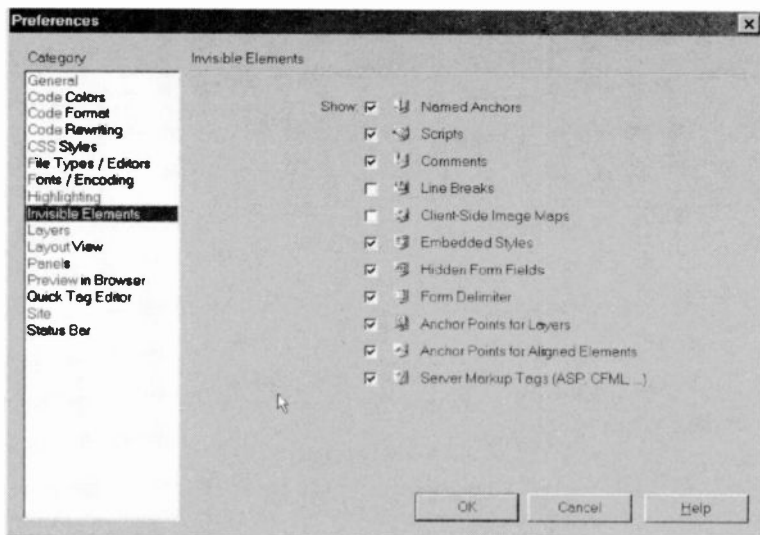 Preferences
Category
General
Code Colors
Code Format
Code Rewriting
CSS Styles
File Types / Editors
Fonts / Encoding
Highlighting
Invisible Elements
Layers
Layout View
Panels
Preview in Browser
Quick Tag Editor
Site
Status Bar
Invisible Elements
Show: Named Anchors
Scripts
Comments
Line Breaks
Client-Side Image Maps
Embedded Styles
Hidden Form Fields
Form Delimiter
Anchor Points for Layers
Anchor Points for Aligned Elements
Server Markup Tags (ASP, CFML, ...)
OK Cancel Help